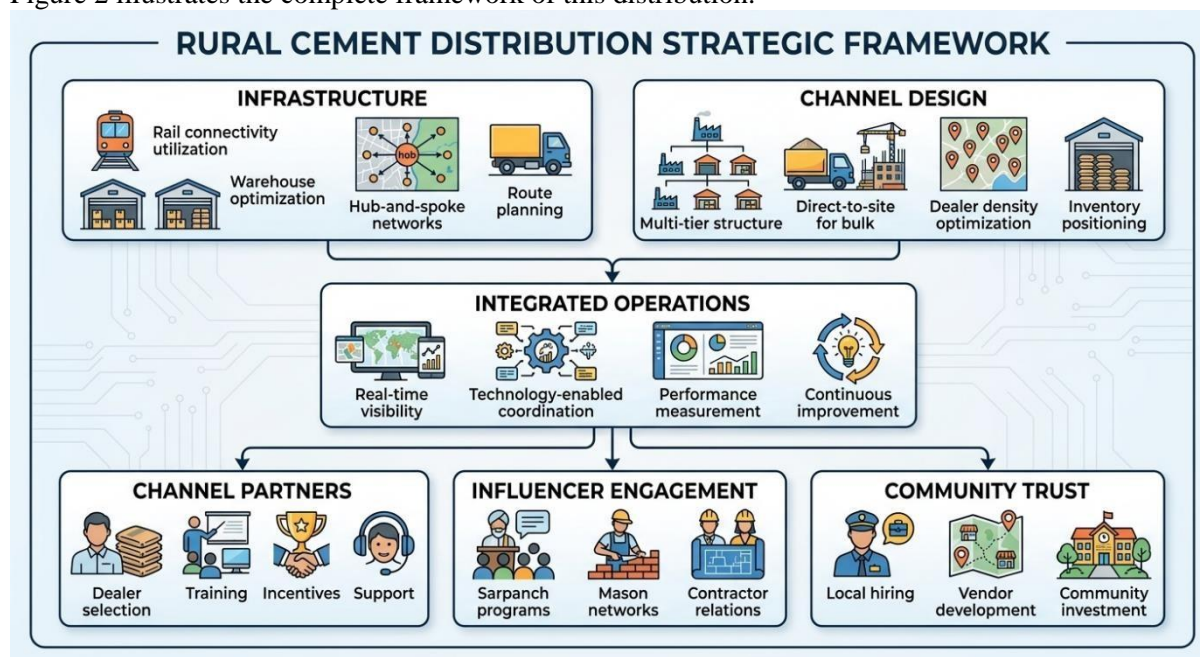 Figure 2 illustrates the complete framework of this distribution.
RURAL CEMENT DISTRIBUTION STRATEGIC FRAMEWORK
INFRASTRUCTURE
Rail connectivity
utilization
Warehouse
optimization
hub
Hub-and-spoke
networks
Route
planning
CHANNEL DESIGN
Multi-tier structure
Direct-to-site
for bulk
Dealer density
optimization
Inventory
positioning
INTEGRATED OPERATIONS
Real-time
visibility
Technology-enabled
coordination
Performance
measurement
Continuous
improvement
CHANNEL PARTNERS
Dealer
selection
Training
Incentives
Support
INFLUENCER ENGAGEMENT
Sarpanch
programs
Mason
networks
Contractor
relations
COMMUNITY TRUST
Local hiring
Vendor
development
Community
investment